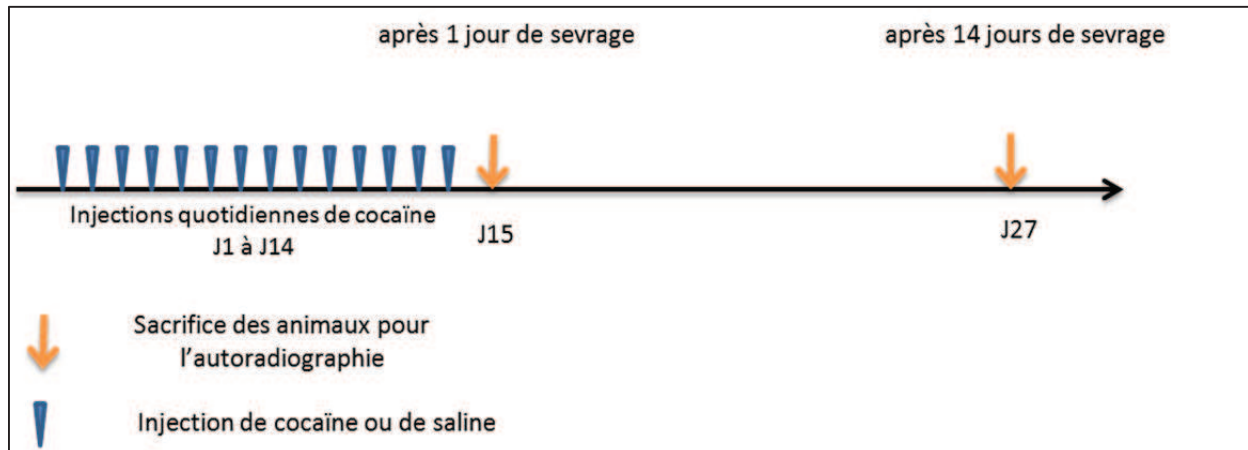 après 1 jour de sevrage
après 14 jours de sevrage
Injections quotidiennes de cocaïne
J1 à J14
J15
J27
Sacrifice des animaux pour
l'autoradiographie
Injection de cocaïne ou de saline